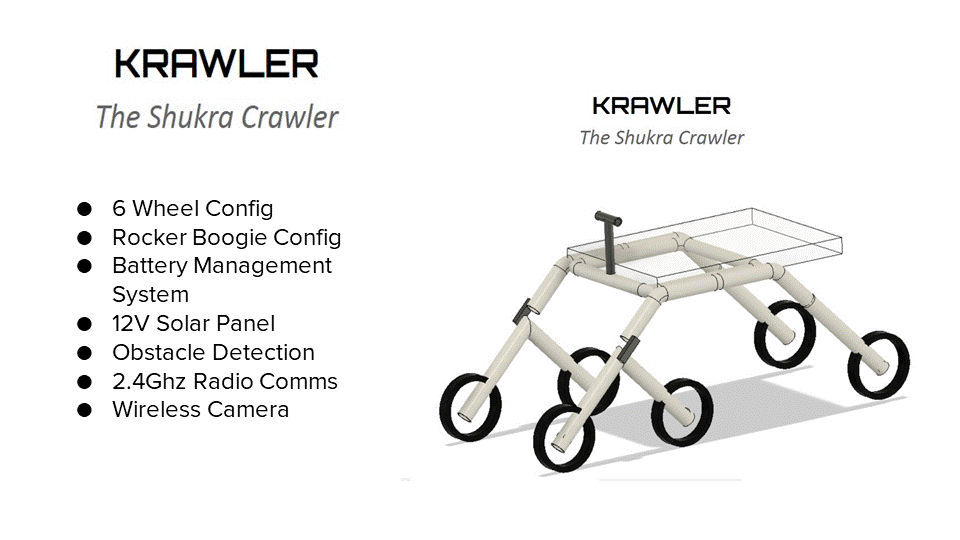 KRAWLER
The Shukra Crawler
● 6 Wheel Config
● Rocker Boogie Config
● Battery Management
System
● 12V Solar Panel
● Obstacle Detection
● 2.4Ghz Radio Comms
● Wireless Camera
KRAWLER
The Shukra Crawler